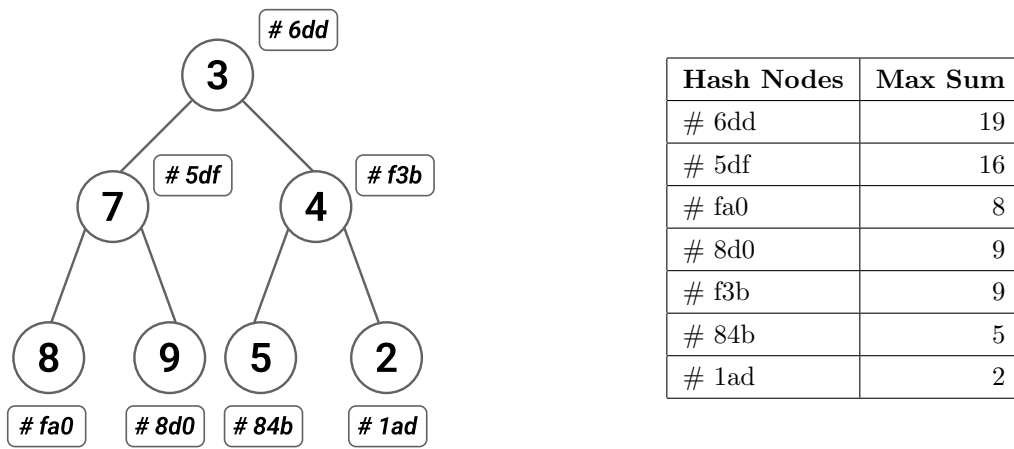 # 6dd
3
# 5df
# f3b
7
4
8
9
5
2
# fa0
# 8d0
# 84b
# 1ad
Hash Nodes Max Sum
# 6dd 19
# 5df 16
# fa0 8
# 8d0 9
# f3b 9
# 84b 5
# 1ad 2